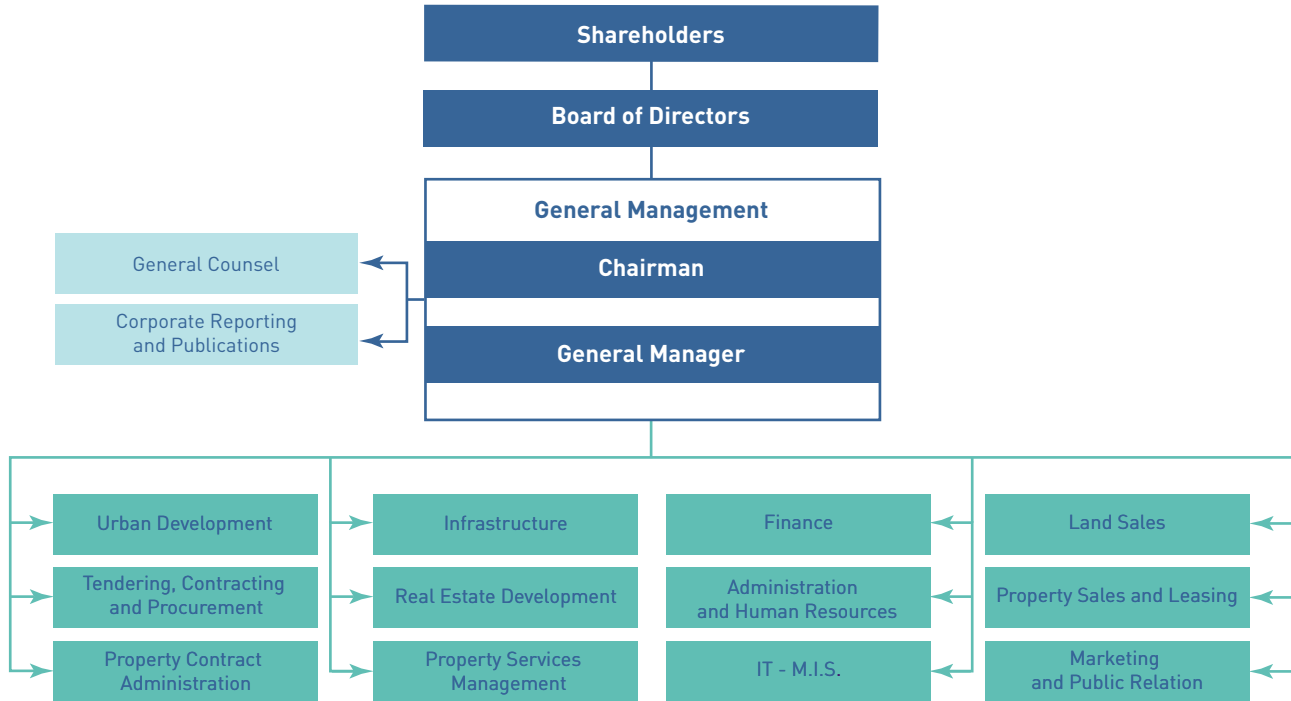 Shareholders
Board of Directors
General Management
Chairman
General Manager
General Counsel
Corporate Reporting
and Publications
Urban Development
Infrastructure
Finance
Land Sales
Tendering, Contracting
and Procurement
Real Estate Development
Administration
and Human Resources
Property Sales and Leasing
Property Contract
Administration
Property Services
Management
IT - M.I.S.
Marketing
and Public Relation